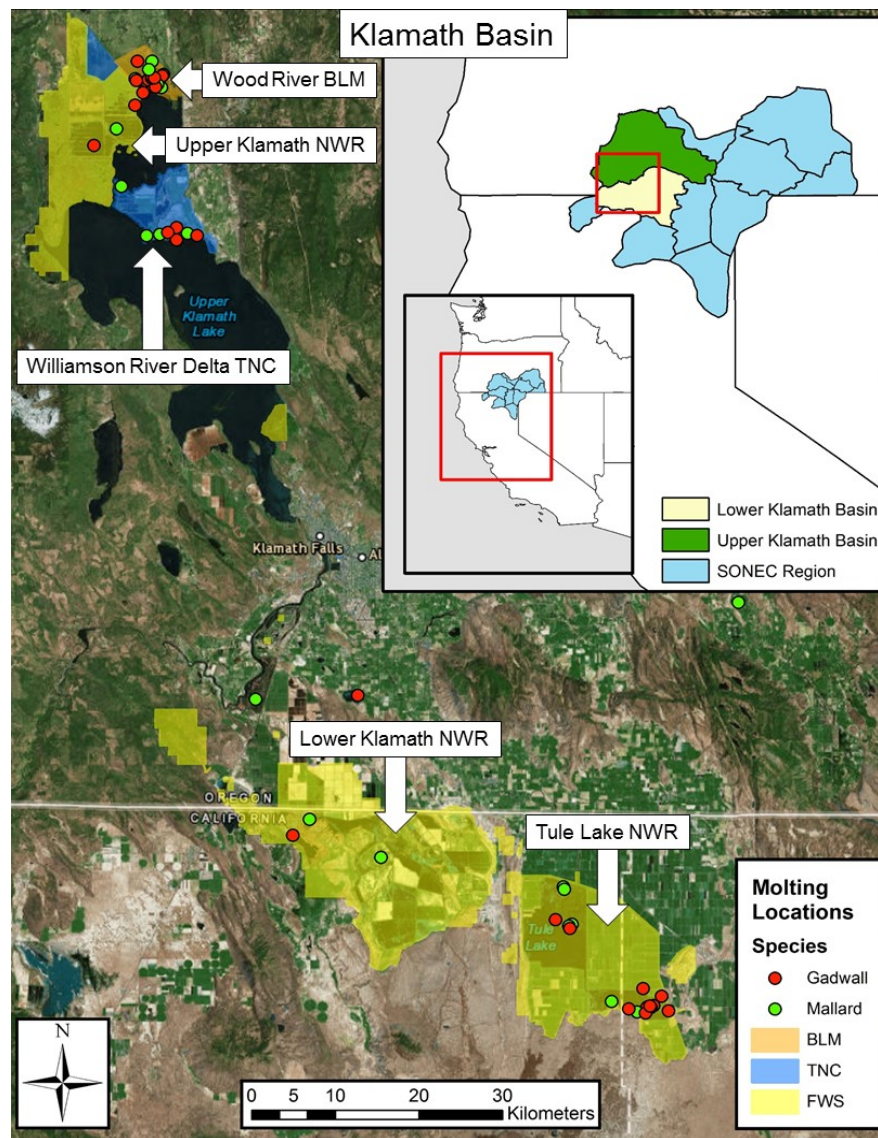 Klamath Basin
Wood River BLM
Upper Klamath NWR
Upper
Klamath
Lake
Williamson River Delta TNC
Lower Klamath Basin
Upper Klamath Basin
SONEC Region
Klamath Falls
Al
Lower Klamath NWR
OREGON
CALIFORNIA
Tule Lake NWR
Tule
Lake
Molting
Locations
Species
Gadwall
Mallard
BLM
TNC
FWS
N
0 5 10 20 30
Kilometers